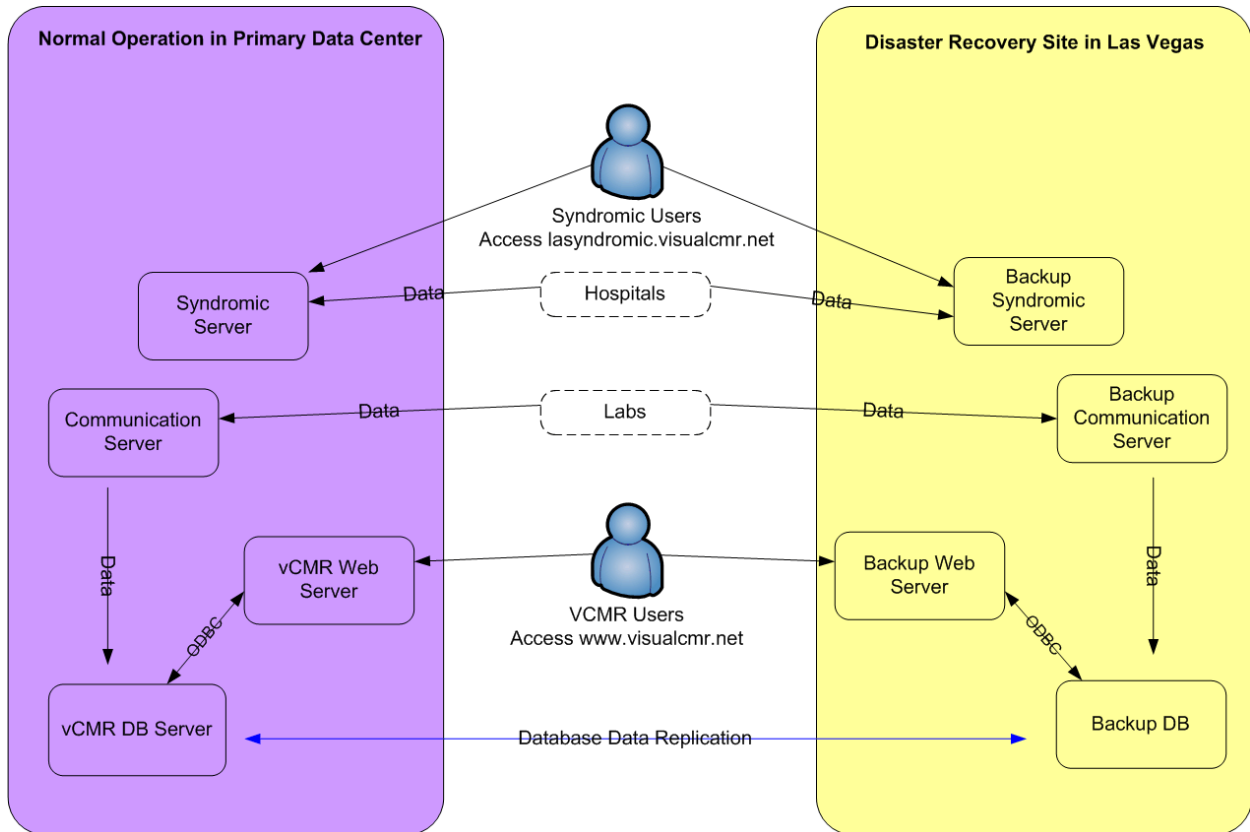 Normal Operation in Primary Data Center
Disaster Recovery Site in Las Vegas
Syndromic Users
Access lasyndromic.visualcmr.net
Syndromic
Server
Data
Hospitals
Data
Backup
Syndromic
Server
Communication
Server
Data
Labs
Data
Backup
Communication
Server
Data
vCMR Web
Server
ODBC
VCMR Users
Access www.visualcmr.net
Backup Web
Server
ODBC
Data
vCMR DB Server
Database Data Replication
Backup DB